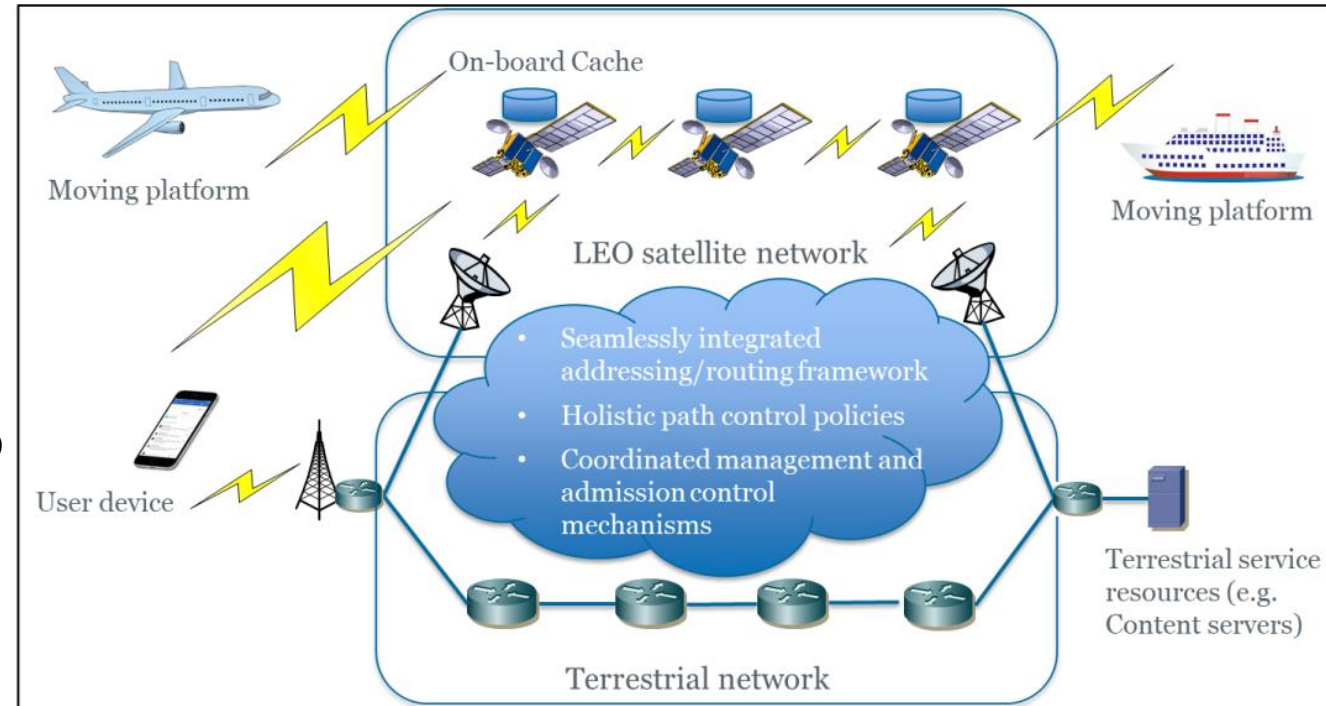 On-board Cache
Moving platform
Moving platform
LEO satellite network
• Seamlessly integrated
addressing/routing framework
• Holistic path control policies
• Coordinated management and
admission control
mechanisms
User device
Terrestrial service
resources (e.g.
Content servers)
Terrestrial network